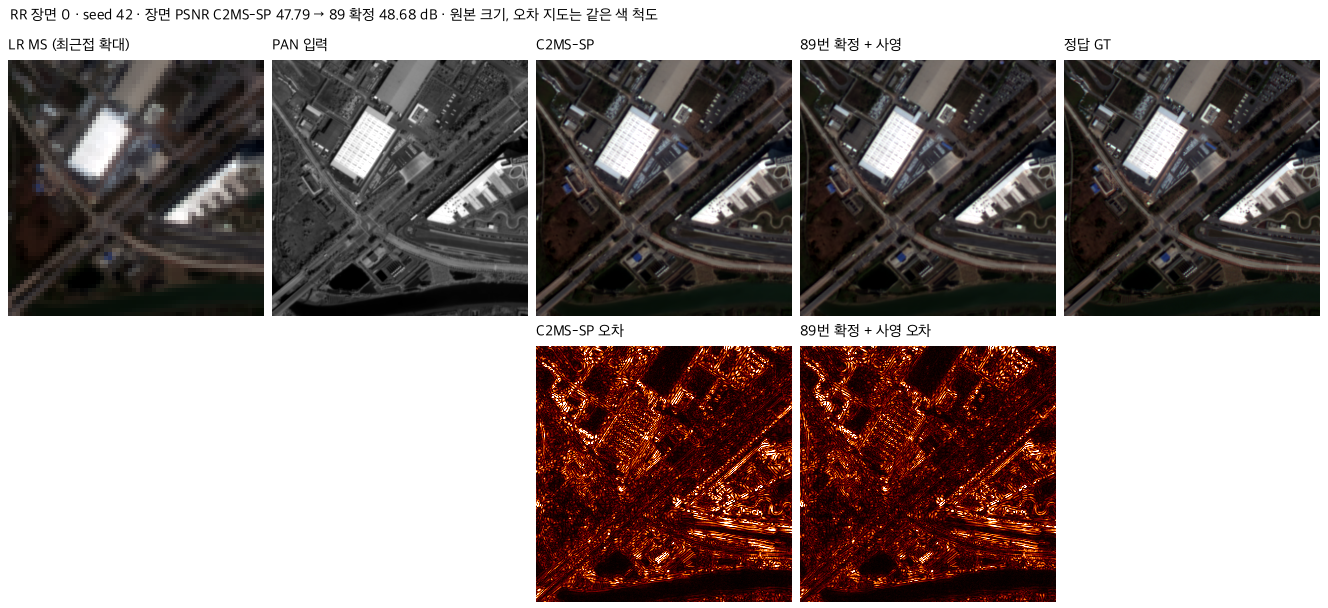 RR 장면 0 · seed 42 · 장면 PSNR C2MS-SP 47.79 → 89 확정 48.68 dB · 원본 크기, 오차 지도는 같은 색 척도
LR MS (최근접 확대)
PAN 입력
C2MS-SP
89번 확정 + 사영
정답 GT
C2MS-SP 오차
89번 확정 + 사영 오차